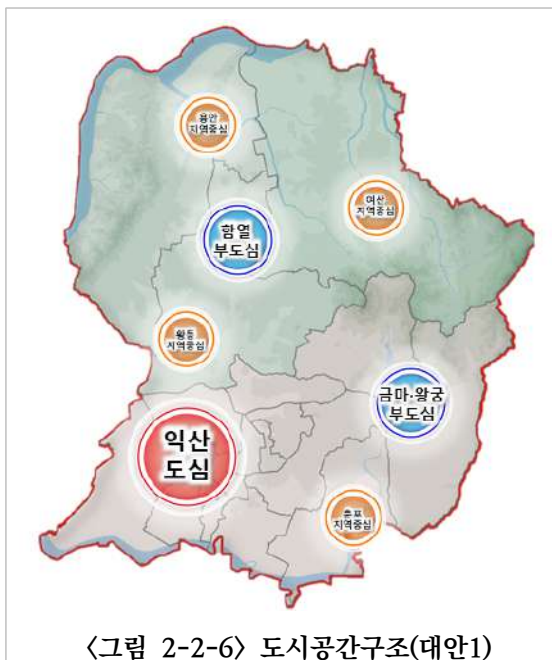 용안
지역중심
여산
지역중심
함열
부도심
황등
지역중심
금마·왕궁
부도심
익산
도심
춘포
지역중심
〈그림 2-2-6〉 도시공간구조(대안1)